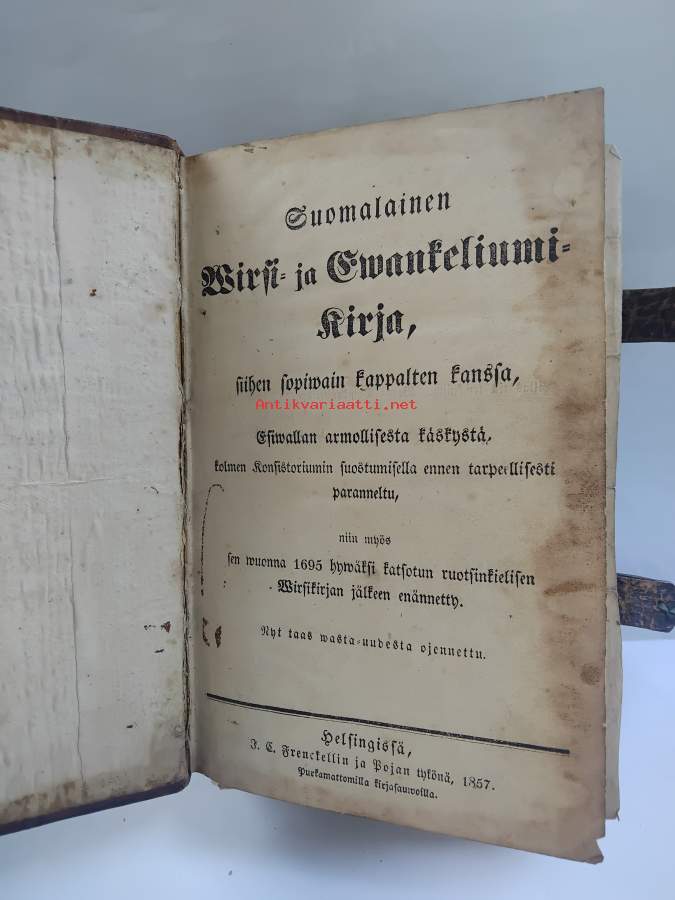 Suomalainen
Wirsi- ja Ewankeliumi-
Kirja,
siihen sopiwain kappalten kanssa,
Antikvariaatti.net
Esiwallan armollisesta käskystä,
kolmen Konsistoriumin suostumisella ennen tarpeellisesti
paranneltu,
niin myös
sen wuonna 1695 hywäksi katsotun ruotsinkielisen
Wirsikirjan jälkeen enännetty.
Nyt taas wasta-uudesta ojennettu.
Helsingissä,
J. C. Frenckellin ja Pojan tykönä, 1857.
Purkamattomilla kirjasauwoilla.